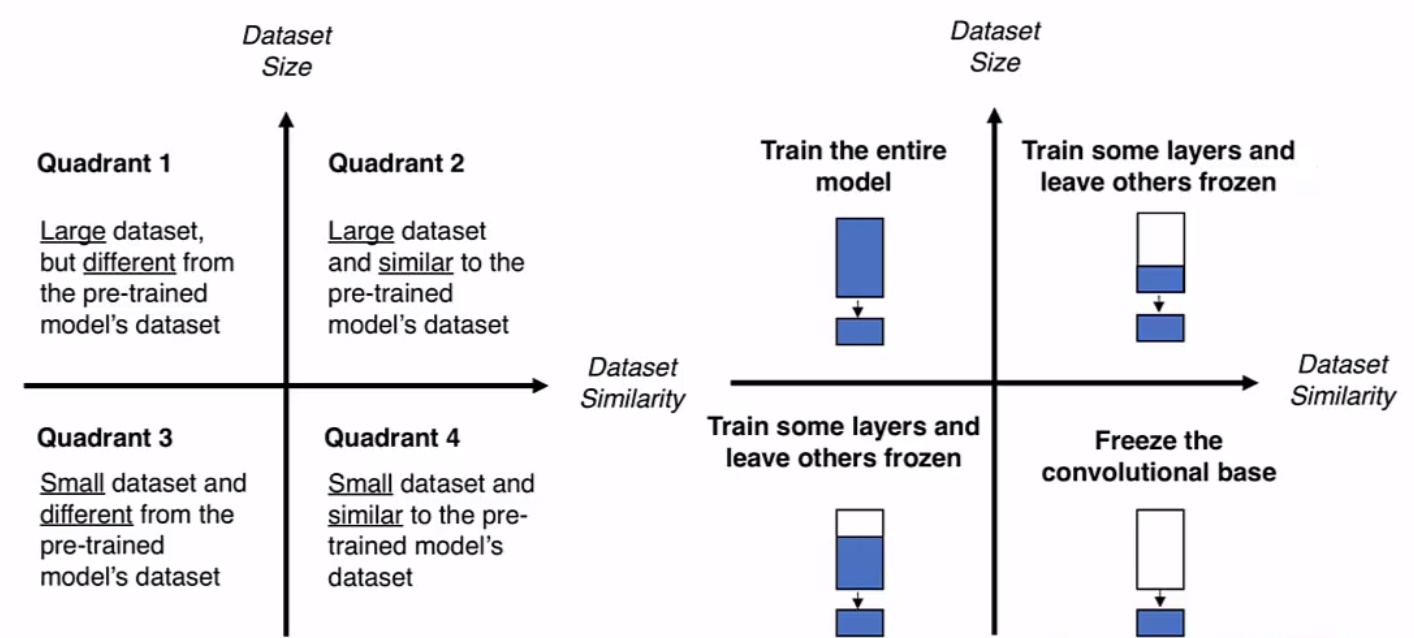 Dataset
Size
Quadrant 1
Large dataset,
but different from
the pre-trained
model's dataset
Quadrant 2
Large dataset
and similar to the
pre-trained
model's dataset
Dataset
Similarity
Quadrant 3
Small dataset and
different from the
pre-trained
model's dataset
Quadrant 4
Small dataset and
similar to the pre-
trained model's
dataset
Dataset
Size
Train the entire
model
Train some layers and
leave others frozen
Dataset
Similarity
Train some layers and
leave others frozen
Freeze the
convolutional base